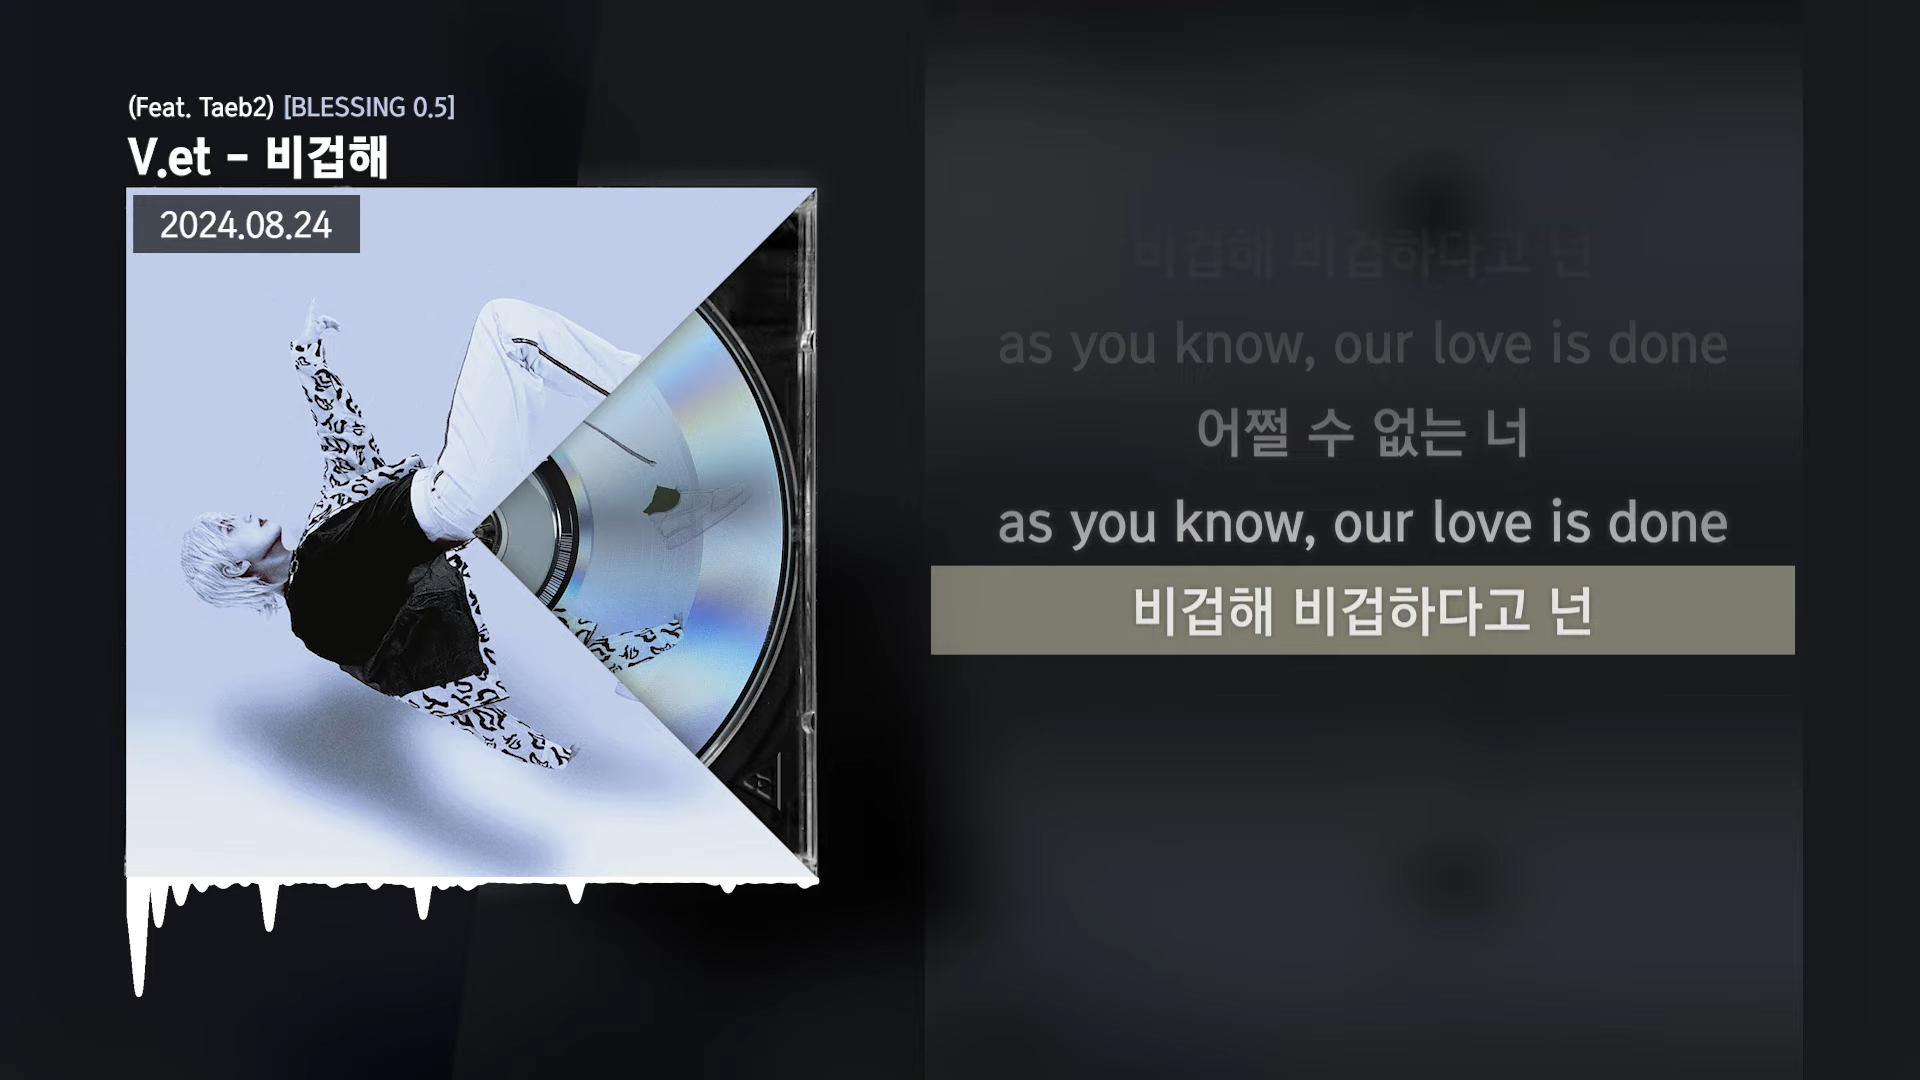 (Feat. Taeb2) [BLESSING 0.5]
V.et - 비겁해
2024.08.24
비겁해 비겁하다고 넌
as you know, our love is done
어쩔 수 없는 너
as you know, our love is done
비겁해 비겁하다고 넌